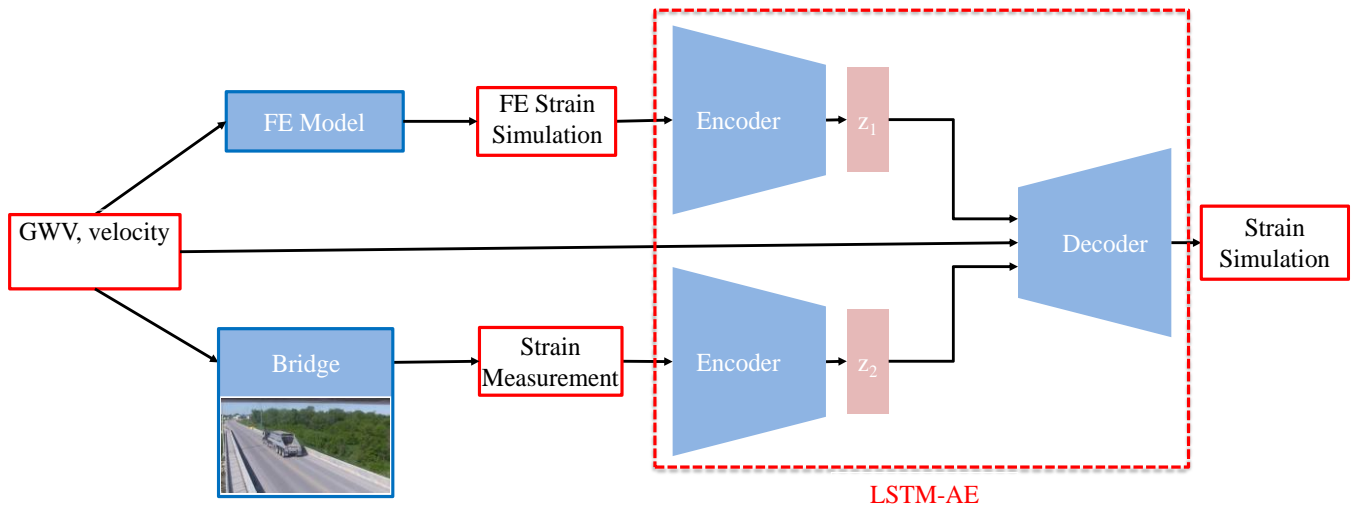 FE Model
FE Strain
Simulation
Encoder
z₁
GWV, velocity
Decoder
Strain
Simulation
Bridge
Strain
Measurement
Encoder
z₂
LSTM-AE